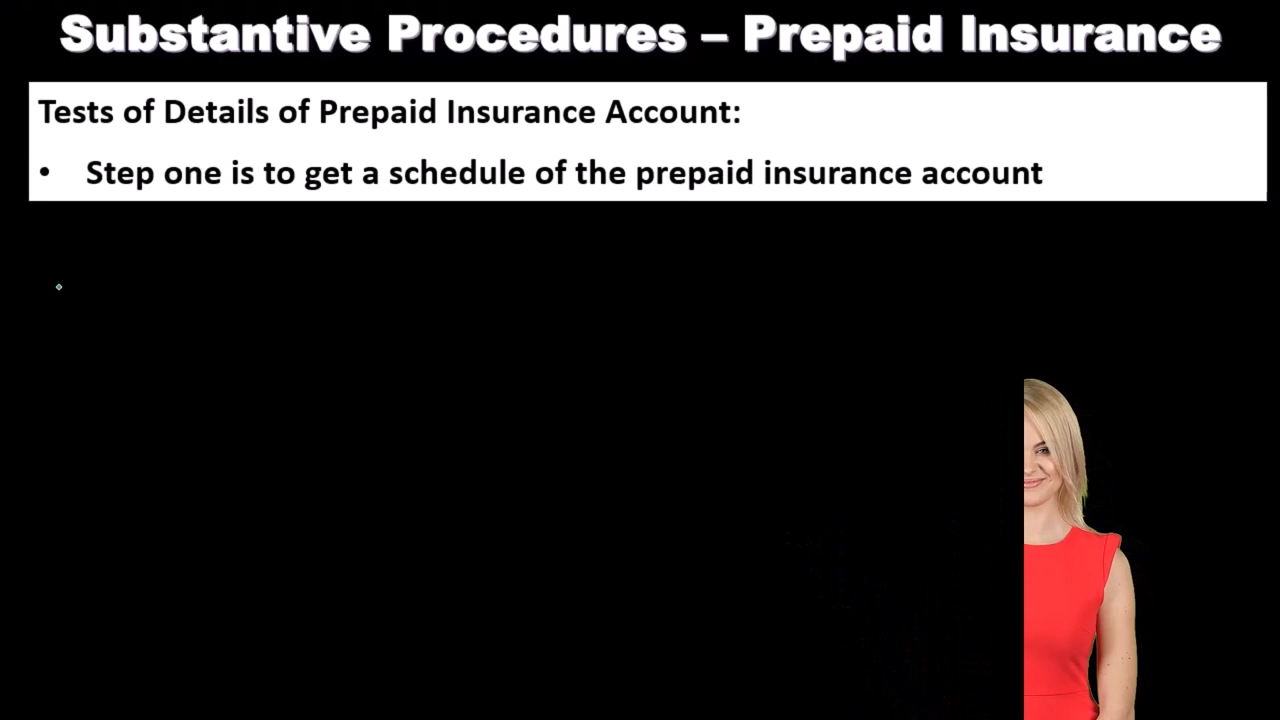 Substantive Procedures – Prepaid Insurance
Tests of Details of Prepaid Insurance Account:
• Step one is to get a schedule of the prepaid insurance account